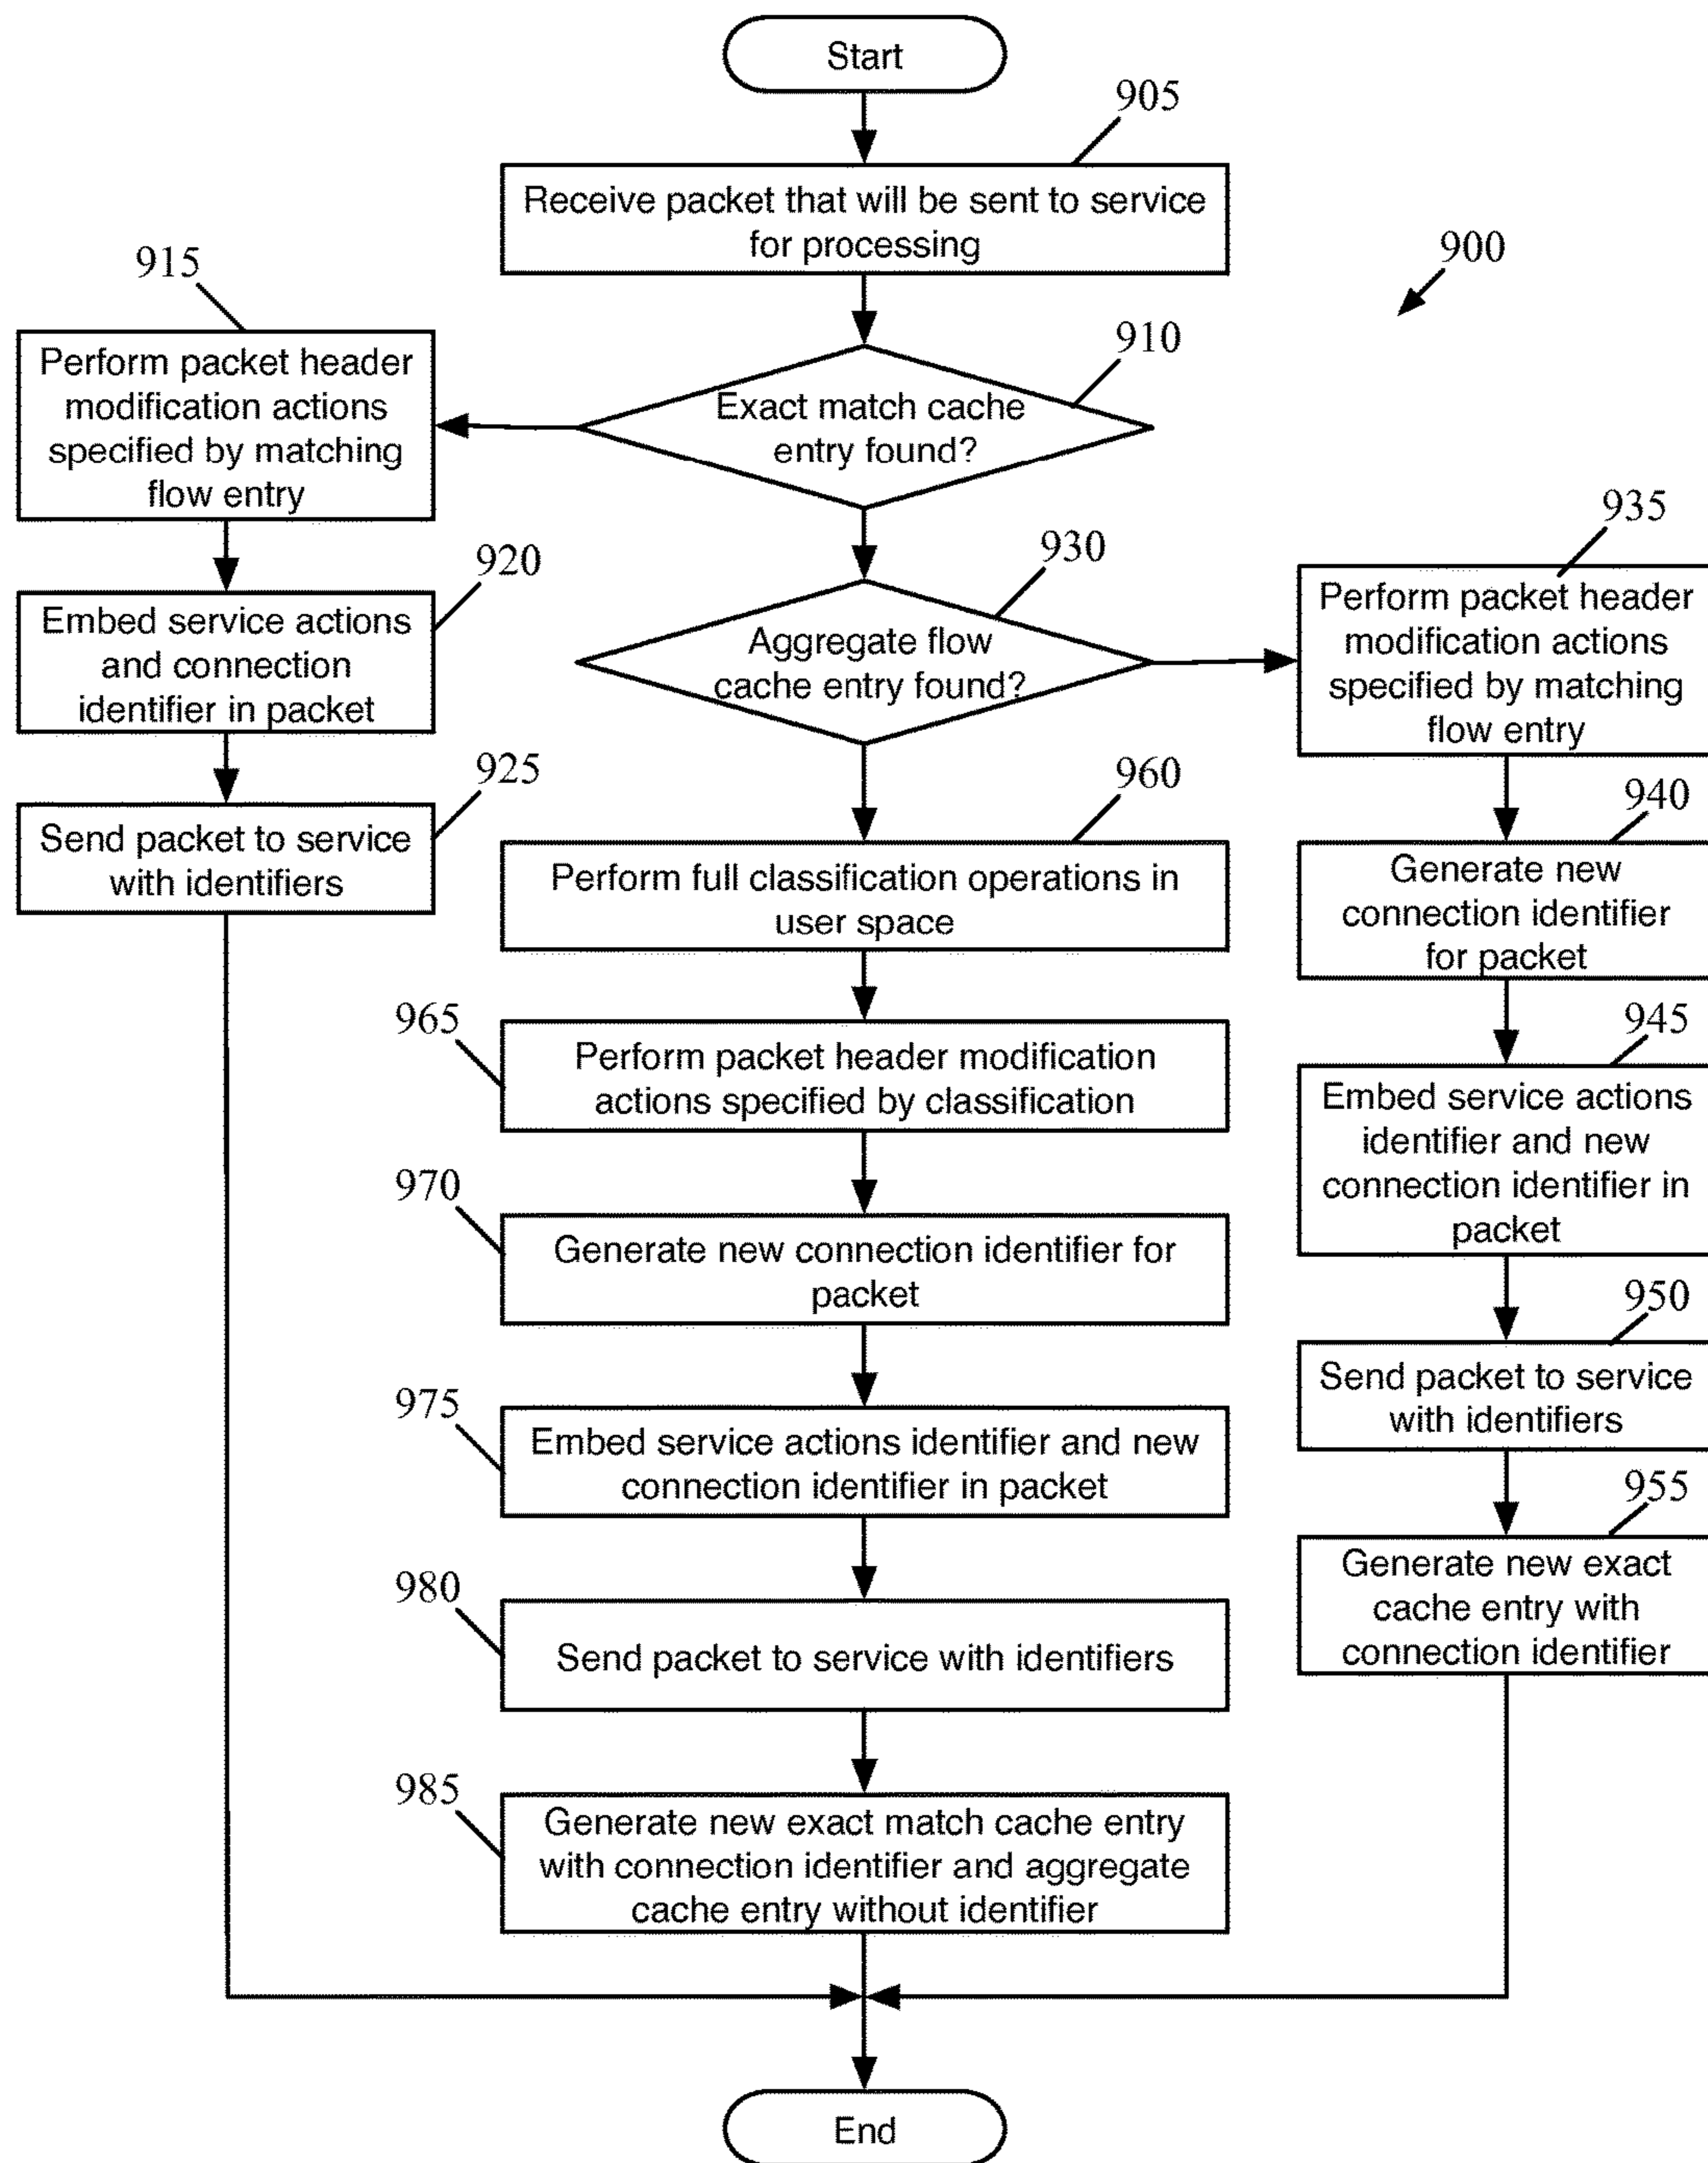 Start
905
Receive packet that will be sent to service
for processing
900
915
Perform packet header
modification actions
specified by matching
flow entry
910
Exact match cache
entry found?
920
Embed service actions
and connection
identifier in packet
925
Send packet to service
with identifiers
930
Aggregate flow
cache entry found?
935
Perform packet header
modification actions
specified by matching
flow entry
940
Generate new
connection identifier
for packet
945
Embed service actions
identifier and new
connection identifier in
packet
950
Send packet to service
with identifiers
955
Generate new exact
cache entry with
connection identifier
960
Perform full classification operations in
user space
965
Perform packet header modification
actions specified by classification
970
Generate new connection identifier for
packet
975
Embed service actions identifier and new
connection identifier in packet
980
Send packet to service with identifiers
985
Generate new exact match cache entry
with connection identifier and aggregate
cache entry without identifier
End